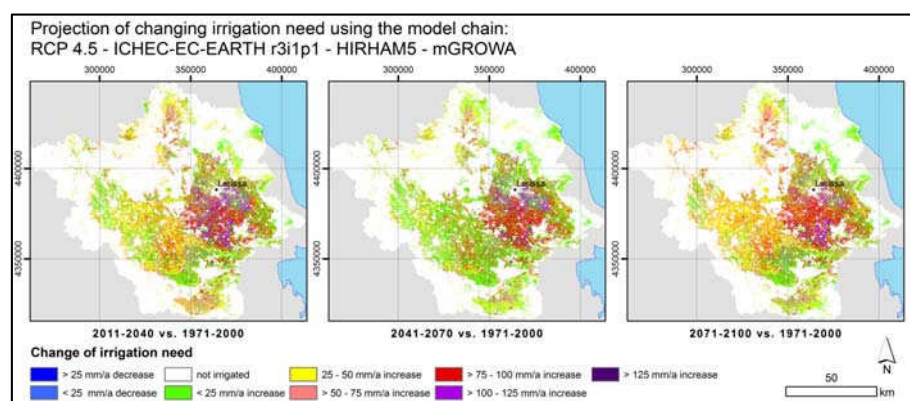 Projection of changing irrigation need using the model chain:
RCP 4.5 - ICHEC-EC-EARTH r3i1p1 - HIRHAM5 - mGROWA
300000 350000 400000 300000 350000 400000 300000 350000 400000
4400000 4400000 4400000
Larissa Larissa Larissa
4350000 4350000 4350000
2011-2040 vs. 1971-2000 2041-2070 vs. 1971-2000 2071-2100 vs. 1971-2000
Change of irrigation need
> 25 mm/a decrease not irrigated 25 - 50 mm/a increase > 75 - 100 mm/a increase > 125 mm/a increase
< 25 mm/a decrease < 25 mm/a increase > 50 - 75 mm/a increase > 100 - 125 mm/a increase
N
50
km